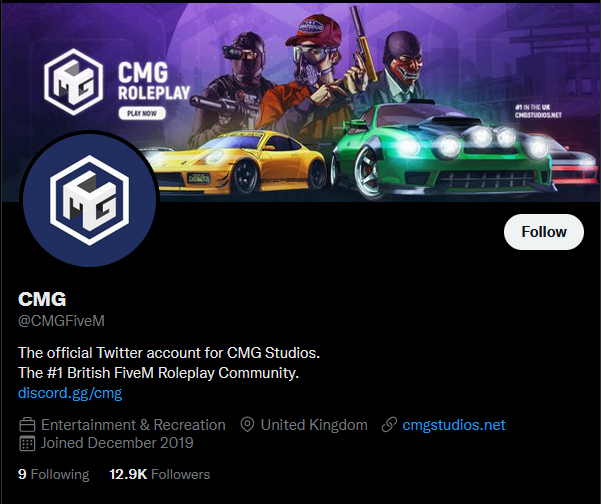 CMG
ROLEPLAY
PLAY NOW
#1 IN THE UK
CMGSTUDIOS.NET
CMG
Follow
CMG
@CMGFiveM
The official Twitter account for CMG Studios.
The #1 British FiveM Roleplay Community.
discord.gg/cmg
Entertainment & Recreation United Kingdom cmgstudios.net
Joined December 2019
9 Following 12.9K Followers